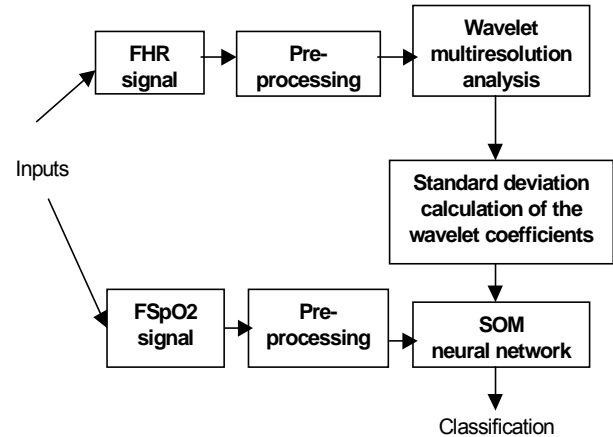 FHR
signal
Pre-
processing
Wavelet
multiresolution
analysis
Inputs
Standard deviation
calculation of the
wavelet coefficients
FSpO2
signal
Pre-
processing
SOM
neural network
Classification